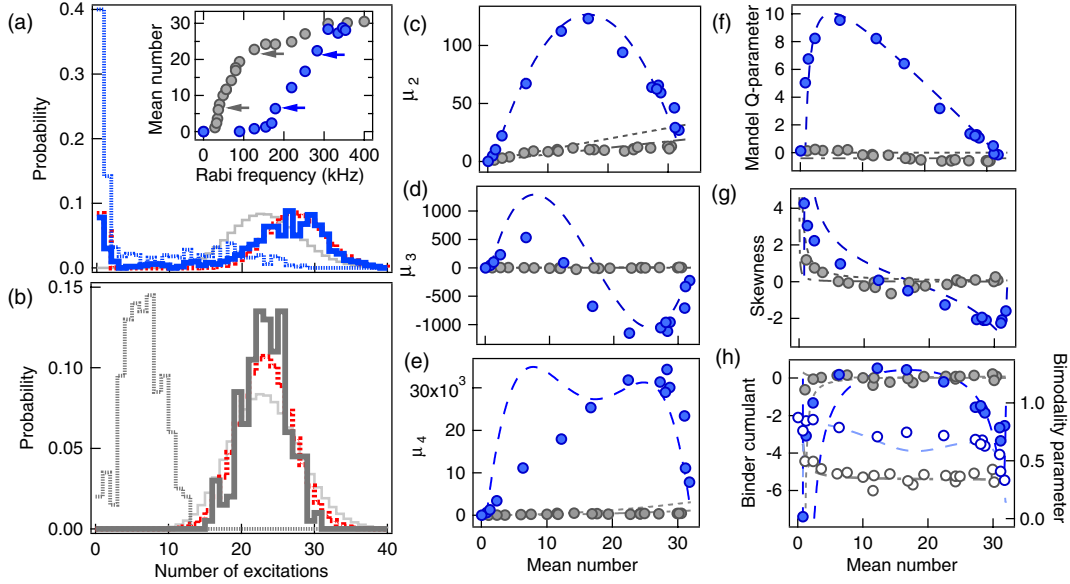 (a)
Probability
0.4
0.3
0.2
0.1
0.0
Mean number
30
20
10
0
0
100
200
300
400
Rabi frequency (kHz)
(b)
Probability
0.15
0.10
0.05
0.00
0
10
20
30
40
Number of excitations
(c)
μ2
100
50
0
(d)
μ3
1000
500
0
-500
-1000
(e)
μ4
30x10³
20
10
0
0
10
20
30
Mean number
(f)
Mandel Q-parameter
10
8
6
4
2
0
(g)
Skewness
4
2
0
-2
(h)
Binder cumulant
0
-2
-4
-6
Bimodality parameter
1.0
0.5
0.0
0
10
20
30
Mean number